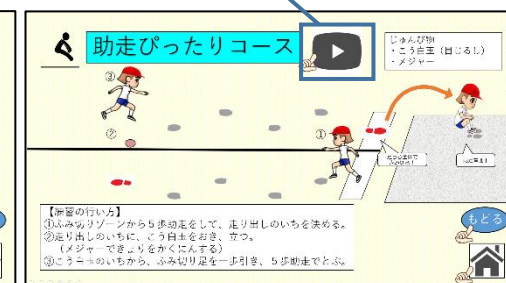 助走ぴったりコース
じゅんび物
・こう白玉（目じるし）
・メジャー
③
②
①
【練習の行い方】
①ふみ切りゾーンから５歩助走をして、走り出しのいちを決める。
②走り出しのいちに、こう白玉をおき、立つ。
（メジャーできょりをかくにんする）
③こう白玉のいちから、ふみ切り足を一歩引き、５歩助走でとぶ。
もどる